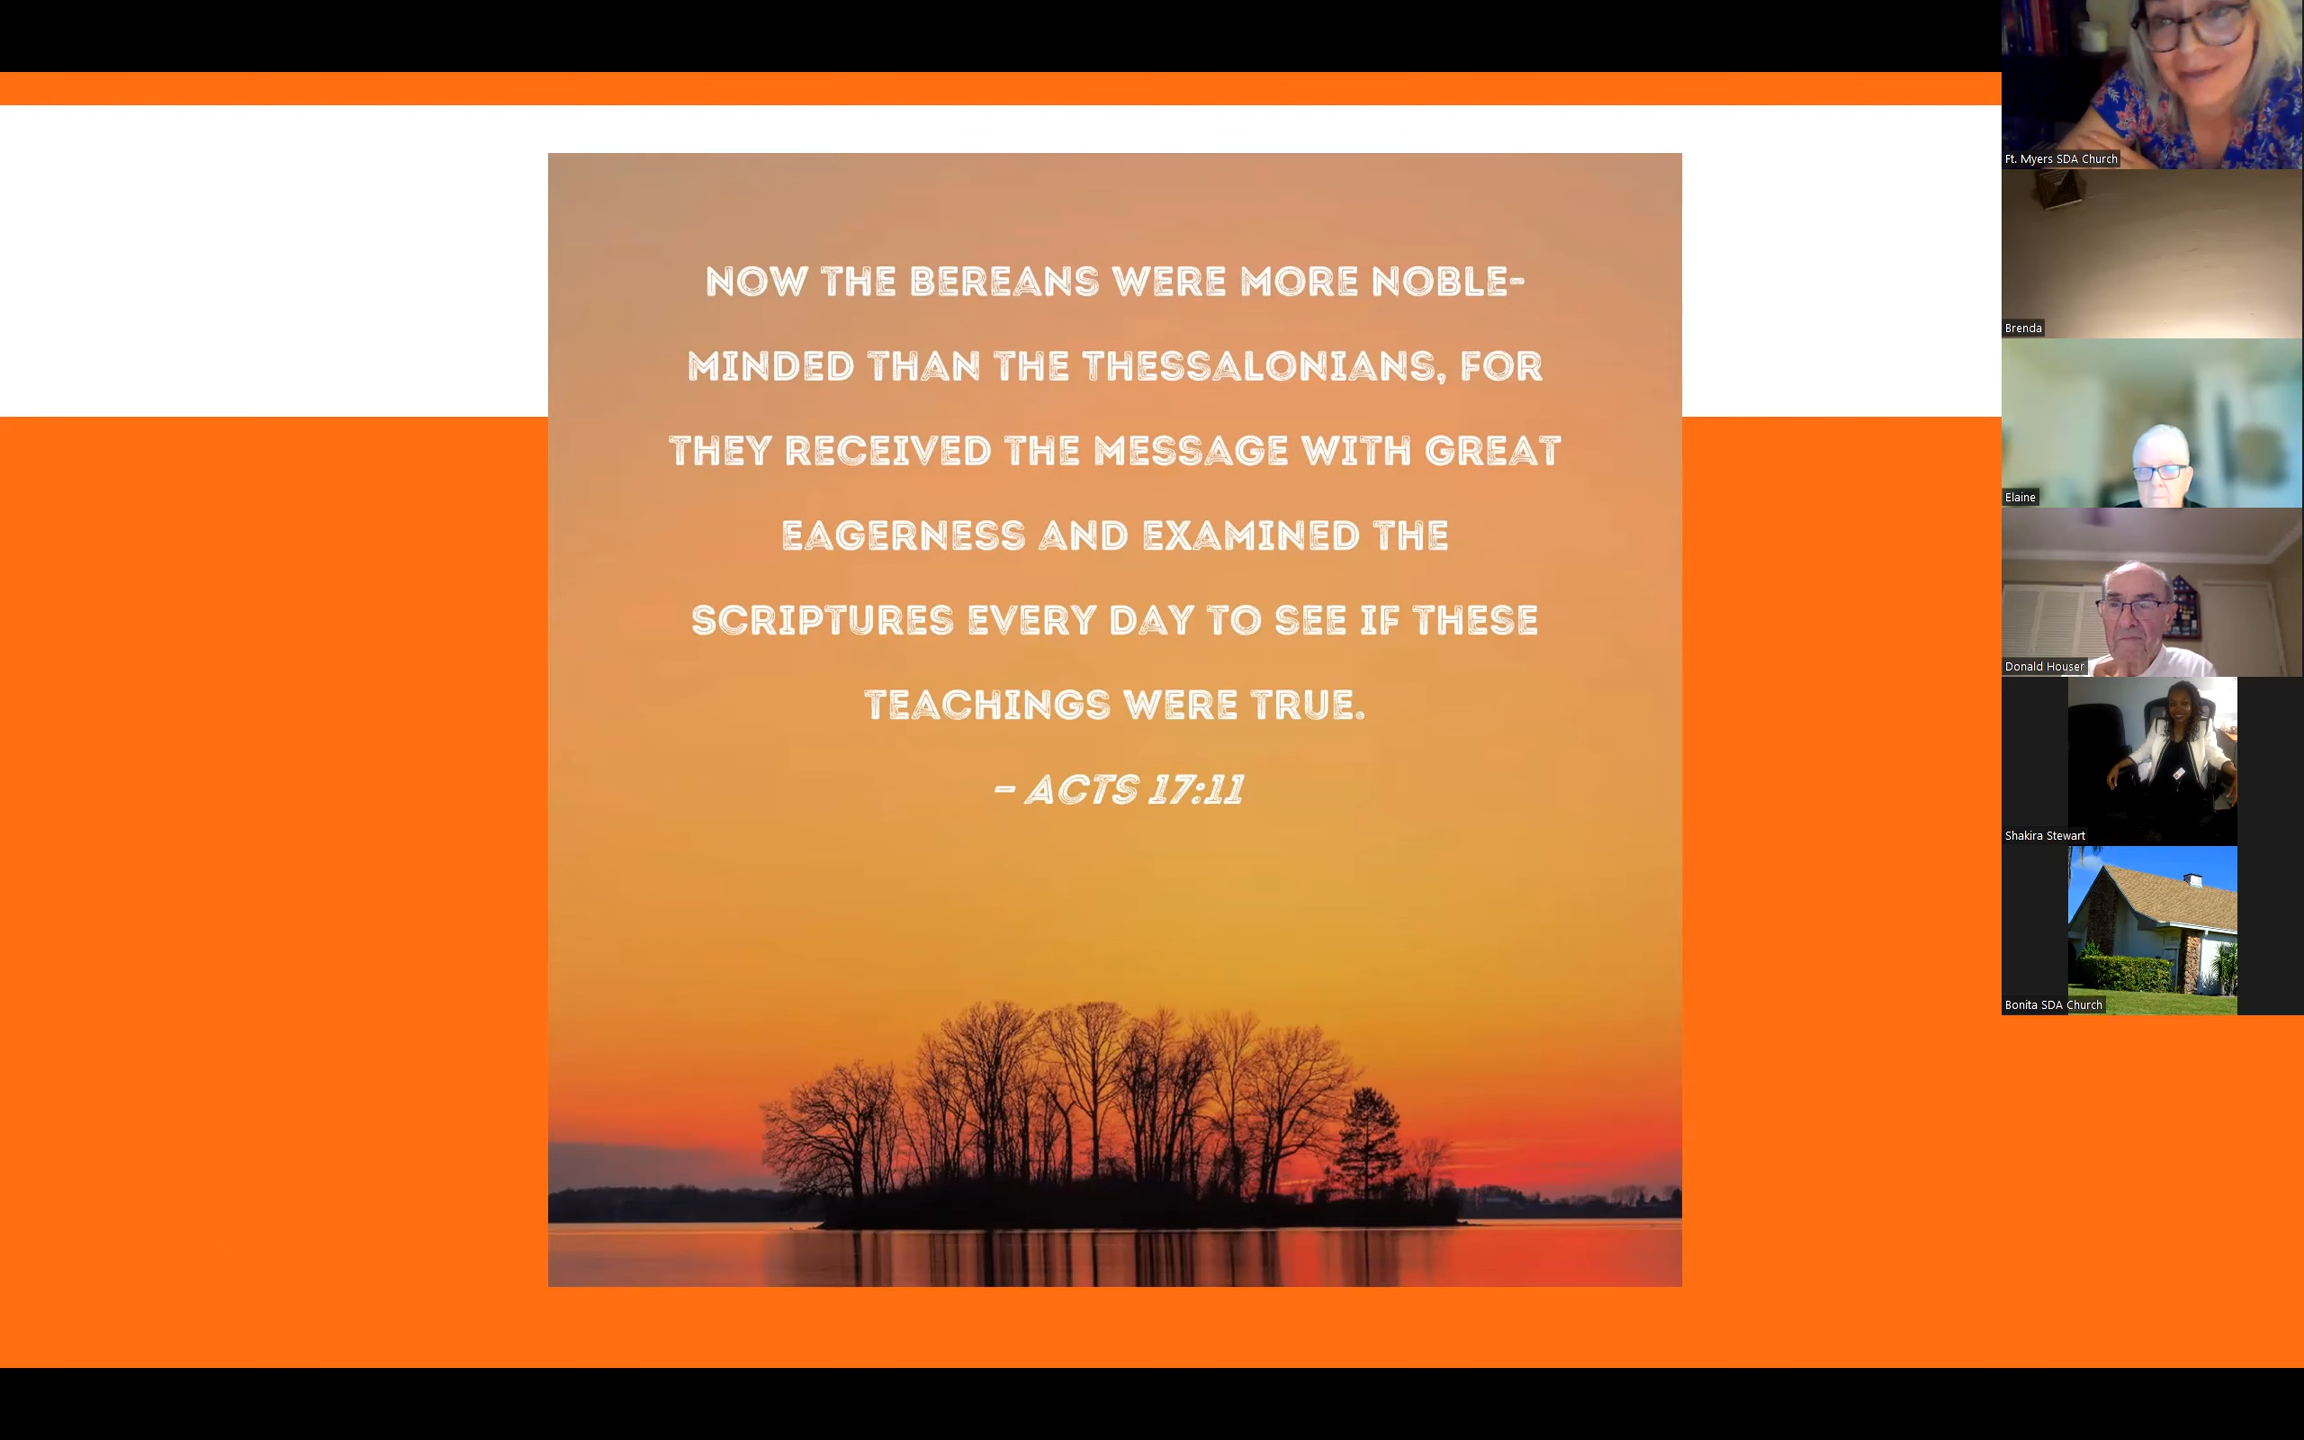 NOW THE BEREANS WERE MORE NOBLE-
MINDED THAN THE THESSALONIANS, FOR
THEY RECEIVED THE MESSAGE WITH GREAT
EAGERNESS AND EXAMINED THE
SCRIPTURES EVERY DAY TO SEE IF THESE
TEACHINGS WERE TRUE.
– ACTS 17:11
Ft. Myers SDA Church
Brenda
Elaine
Donald Houser
Shakira Stewart
Bonita SDA Church